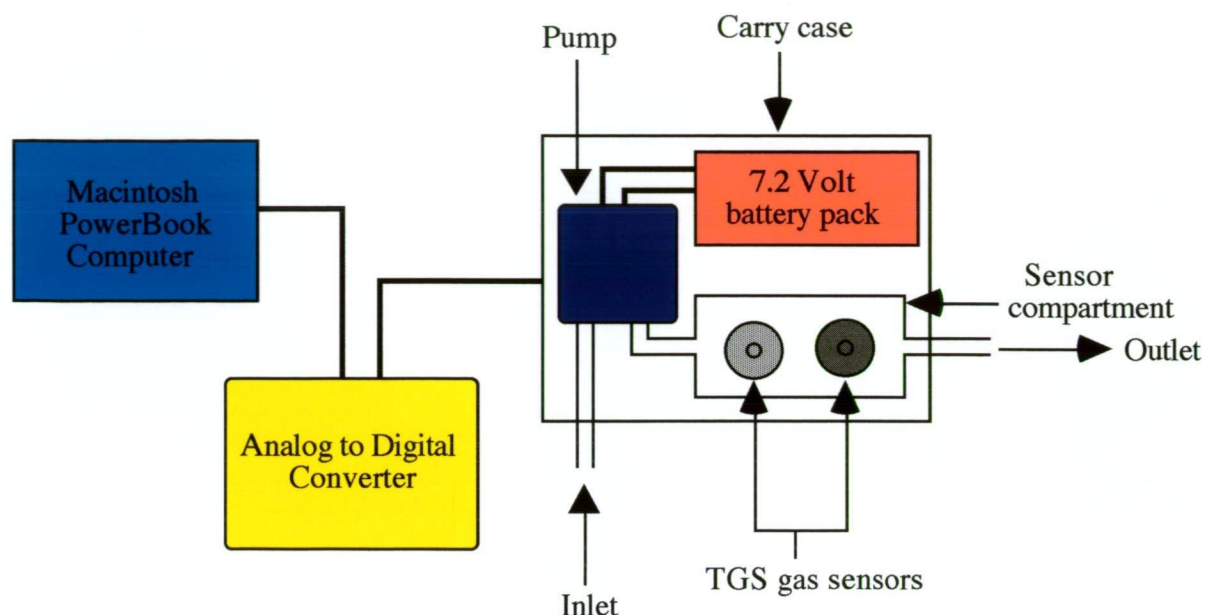 Pump
Carry case
Macintosh
PowerBook
Computer
7.2 Volt
battery pack
Sensor
compartment
Outlet
Analog to Digital
Converter
TGS gas sensors
Inlet